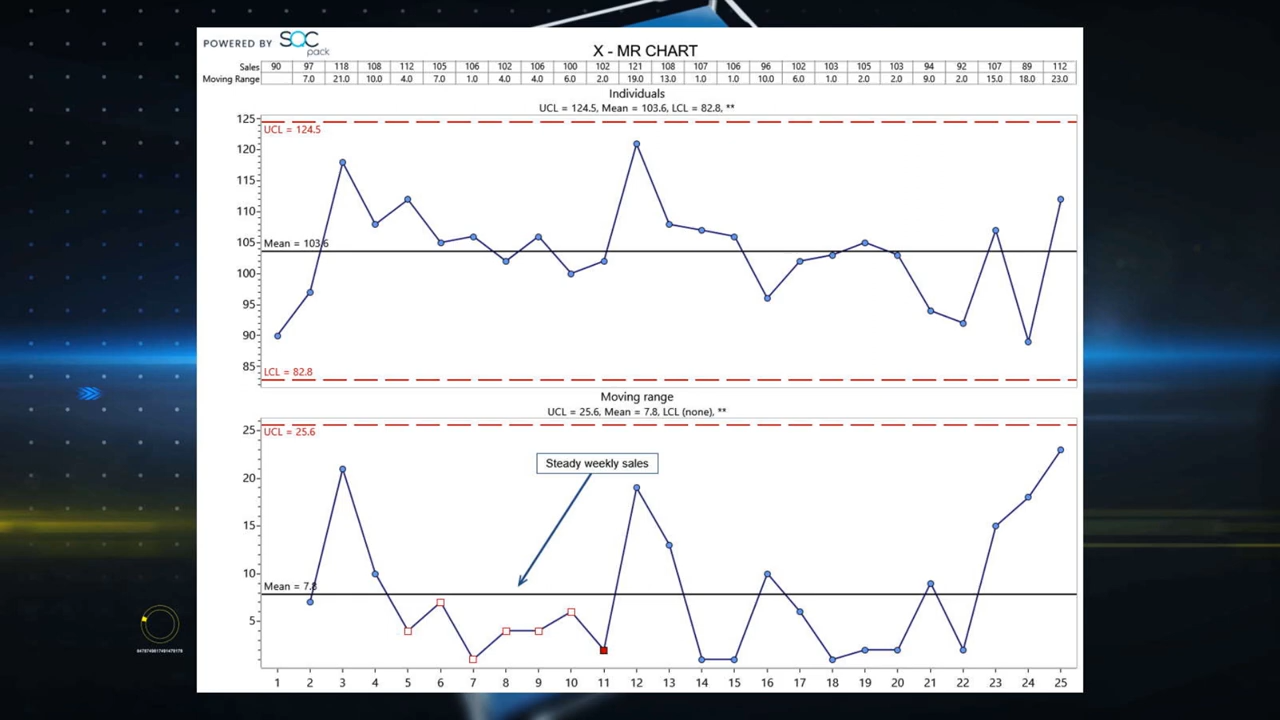 POWERED BY SQC pack
X - MR CHART
Sales 90 97 118 108 112 105 106 102 106 100 102 121 108 107 106 96 102 103 105 103 94 92 107 89 112
Moving Range 7.0 21.0 10.0 4.0 7.0 1.0 4.0 4.0 6.0 2.0 19.0 13.0 1.0 1.0 10.0 6.0 1.0 2.0 2.0 9.0 2.0 15.0 18.0 23.0
Individuals
UCL = 124.5, Mean = 103.6, LCL = 82.8, **
125
UCL = 124.5
120
115
110
105
Mean = 103.6
100
95
90
85
LCL = 82.8
Moving range
UCL = 25.6, Mean = 7.8, LCL (none), **
25
UCL = 25.6
Steady weekly sales
20
15
10
Mean = 7.8
5
1 2 3 4 5 6 7 8 9 10 11 12 13 14 15 16 17 18 19 20 21 22 23 24 25